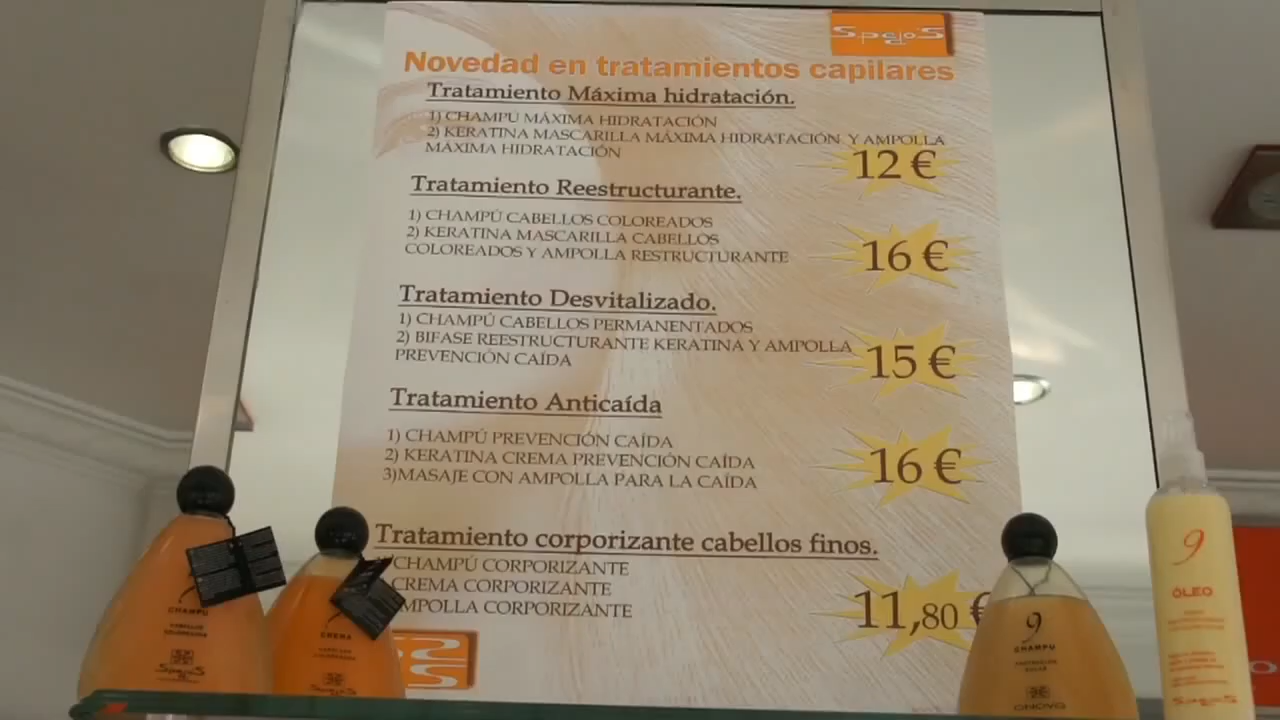 SpejoS
Novedad en tratamientos capilares
Tratamiento Máxima hidratación.
1) CHAMPÚ MÁXIMA HIDRATACIÓN
2) KERATINA MASCARILLA MÁXIMA HIDRATACIÓN Y AMPOLLA
MÁXIMA HIDRATACIÓN
12 €
Tratamiento Reestructurante.
1) CHAMPÚ CABELLOS COLOREADOS
2) KERATINA MASCARILLA CABELLOS
COLOREADOS Y AMPOLLA RESTRUCTURANTE
16 €
Tratamiento Desvitalizado.
1) CHAMPÚ CABELLOS PERMANENTADOS
2) BIFASE REESTRUCTURANTE KERATINA Y AMPOLLA
PREVENCIÓN CAÍDA
15 €
Tratamiento Anticaída
1) CHAMPÚ PREVENCIÓN CAÍDA
2) KERATINA CREMA PREVENCIÓN CAÍDA
3)MASAJE CON AMPOLLA PARA LA CAÍDA
16 €
Tratamiento corporizante cabellos finos.
CHAMPÚ CORPORIZANTE
CREMA CORPORIZANTE
MPOLLA CORPORIZANTE
11,80 €
CHAMPÚ
CREMA
9
CHAMPU
9
ÓLEO